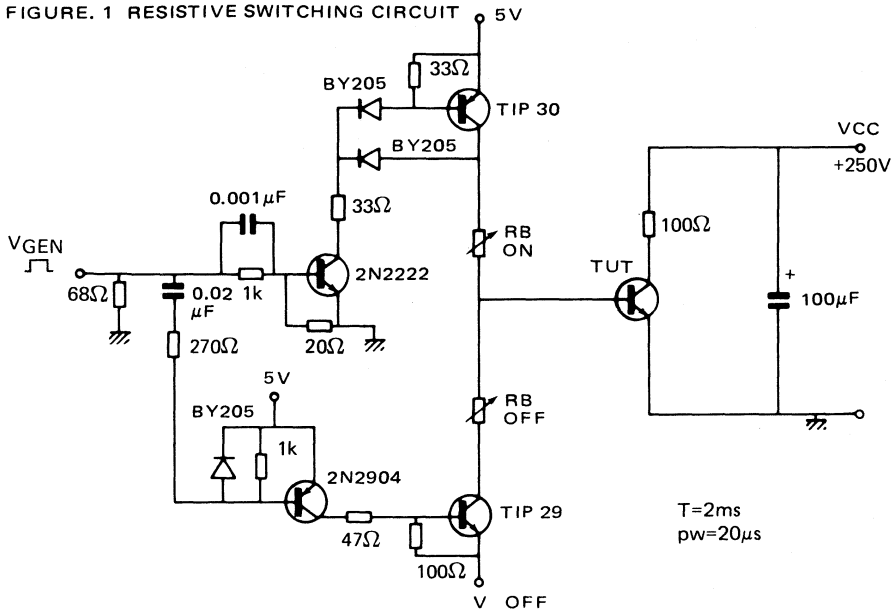 FIGURE. 1 RESISTIVE SWITCHING CIRCUIT
5V
33Ω
BY205
TIP 30
BY205
VCC
+250V
0.001μF
33Ω
RB
ON
100Ω
VGEN
2N2222
TUT
68Ω
0.02
μF
1k
+
100μF
20Ω
270Ω
5V
BY205
RB
OFF
1k
2N2904
TIP 29
T=2ms
pw=20μs
47Ω
100Ω
V OFF